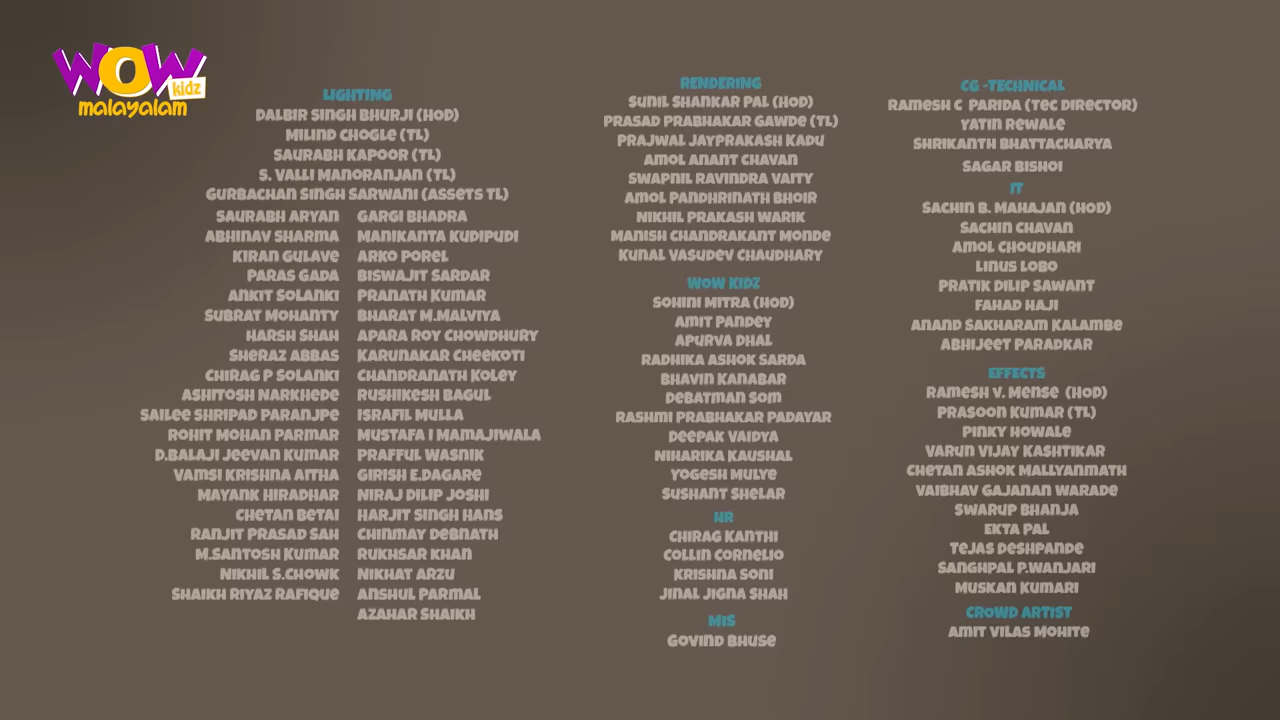 WOW
kidz
malayalam
LIGHTING
DALBIR SINGH BHURJI (HOD)
MILIND CHOGLE (TL)
SAURABH KAPOOR (TL)
S. VALLI MANORANJAN (TL)
GURBACHAN SINGH SARWANI (ASSETS TL)
SAURABH ARYAN GARGI BHADRA
ABHINAV SHARMA MANIKANTA KUDIPUDI
KIRAN GULAVE ARKO POREL
PARAS GADA BISWAJIT SARDAR
ANKIT SOLANKI PRANATH KUMAR
SUBRAT MOHANTY BHARAT M.MALVIYA
HARSH SHAH APARA ROY CHOWDHURY
SHERAZ ABBAS KARUNAKAR CHEEKOTI
CHIRAG P SOLANKI CHANDRANATH KOLEY
ASHITOSH NARKHEDE RUSHIKESH BAGUL
SAILEE SHRIPAD PARANJPE ISRAFIL MULLA
ROHIT MOHAN PARMAR MUSTAFA I MAMAJIWALA
D.BALAJI JEEVAN KUMAR PRAFFUL WASNIK
VAMSI KRISHNA AITHA GIRISH E.DAGARE
MAYANK HIRADHAR NIRAJ DILIP JOSHI
CHETAN BETAI HARJIT SINGH HANS
RANJIT PRASAD SAH CHINMAY DEBNATH
M.SANTOSH KUMAR RUKHSAR KHAN
NIKHIL S.CHOWK NIKHAT ARZU
SHAIKH RIYAZ RAFIQUE ANSHUL PARMAL
AZAHAR SHAIKH
RENDERING
SUNIL SHANKAR PAL (HOD)
PRASAD PRABHAKAR GAWDE (TL)
PRAJWAL JAYPRAKASH KADU
AMOL ANANT CHAVAN
SWAPNIL RAVINDRA VAITY
AMOL PANDHRINATH BHOIR
NIKHIL PRAKASH WARIK
MANISH CHANDRAKANT MONDE
KUNAL VASUDEV CHAUDHARY
WOW KIDZ
SOHINI MITRA (HOD)
AMIT PANDEY
APURVA DHAL
RADHIKA ASHOK SARDA
BHAVIN KANABAR
DEBATMAN SOM
RASHMI PRABHAKAR PADAYAR
DEEPAK VAIDYA
NIHARIKA KAUSHAL
YOGESH MULYE
SUSHANT SHELAR
HR
CHIRAG KANTHI
COLLIN CORNELIO
KRISHNA SONI
JINAL JIGNA SHAH
MIS
GOVIND BHUSE
CG -TECHNICAL
RAMESH C PARIDA (TEC DIRECTOR)
YATIN REWALE
SHRIKANTH BHATTACHARYA
SAGAR BISHOI
IT
SACHIN B. MAHAJAN (HOD)
SACHIN CHAVAN
AMOL CHOUDHARI
LINUS LOBO
PRATIK DILIP SAWANT
FAHAD HAJI
ANAND SAKHARAM KALAMBE
ABHIJEET PARADKAR
EFFECTS
RAMESH V. MENSE (HOD)
PRASOON KUMAR (TL)
PINKY HOWALE
VARUN VIJAY KASHTIKAR
CHETAN ASHOK MALLYANMATH
VAIBHAV GAJANAN WARADE
SWARUP BHANJA
EKTA PAL
TEJAS DESHPANDE
SANGHPAL P.WANJARI
MUSKAN KUMARI
CROWD ARTIST
AMIT VILAS MOHITE